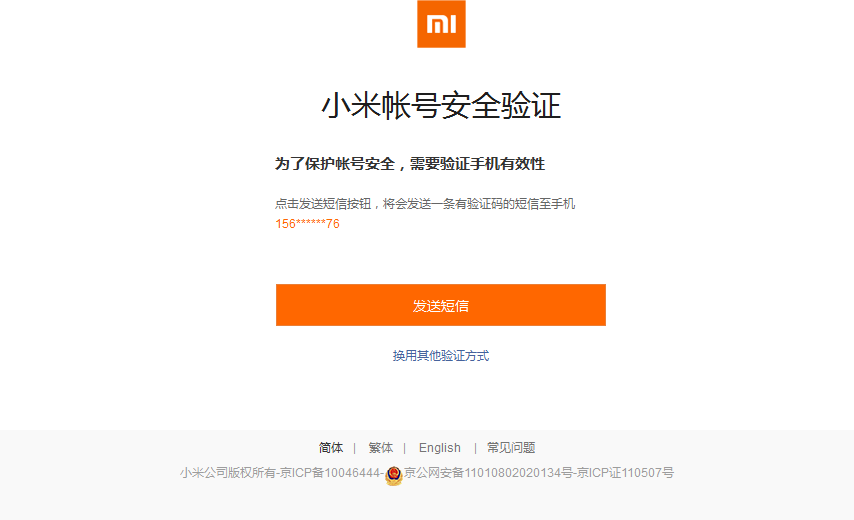 mi
小米帐号安全验证
为了保护帐号安全，需要验证手机有效性
点击发送短信按钮，将会发送一条有验证码的短信至手机
156******76
发送短信
换用其他验证方式
简体 | 繁体 | English | 常见问题
小米公司版权所有-京ICP备10046444-京公网安备11010802020134号-京ICP证110507号